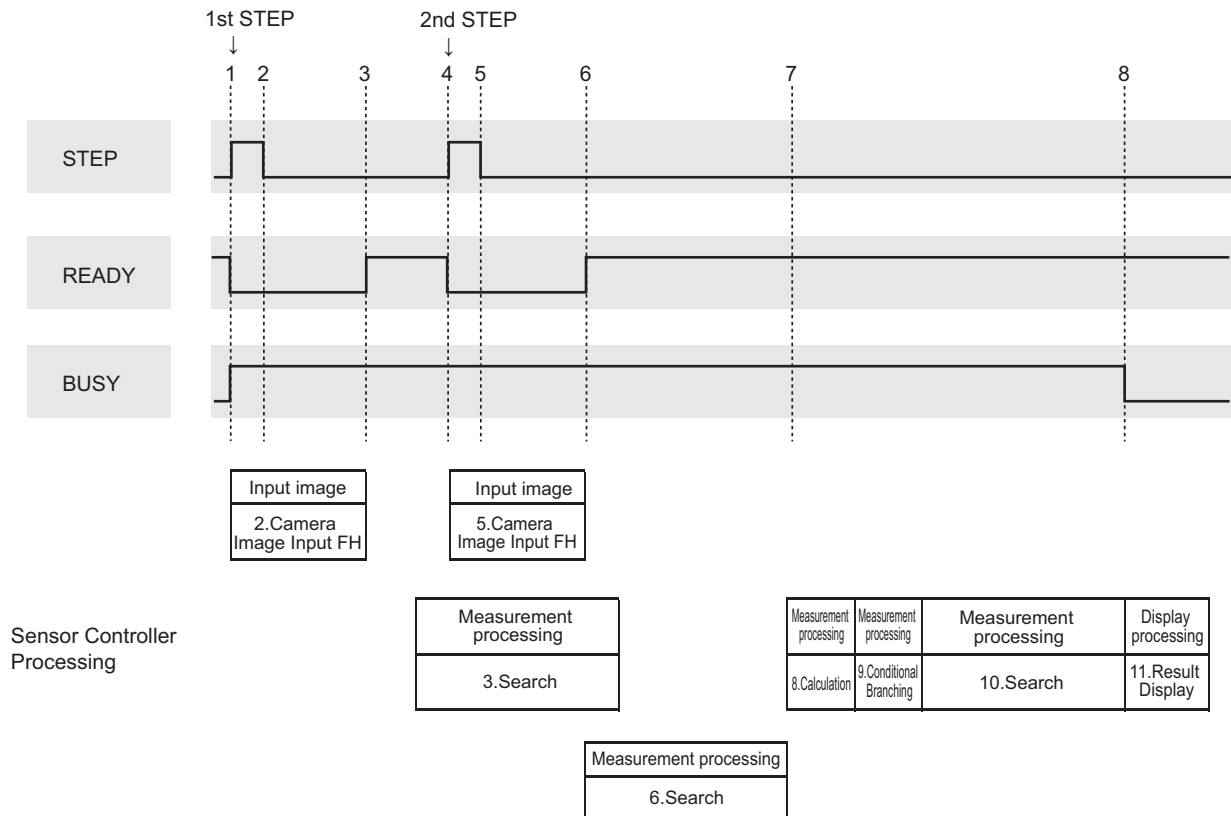 1st STEP
2nd STEP
↓
↓
1 2 3 4 5 6 7 8
STEP
READY
BUSY
Input image
2.Camera
Image Input FH
Input image
5.Camera
Image Input FH
Sensor Controller
Processing
Measurement
processing
3.Search
Measurement
processing
8.Calculation
Measurement
processing
9.Conditional
Branching
Measurement
processing
10.Search
Display
processing
11.Result
Display
Measurement processing
6.Search